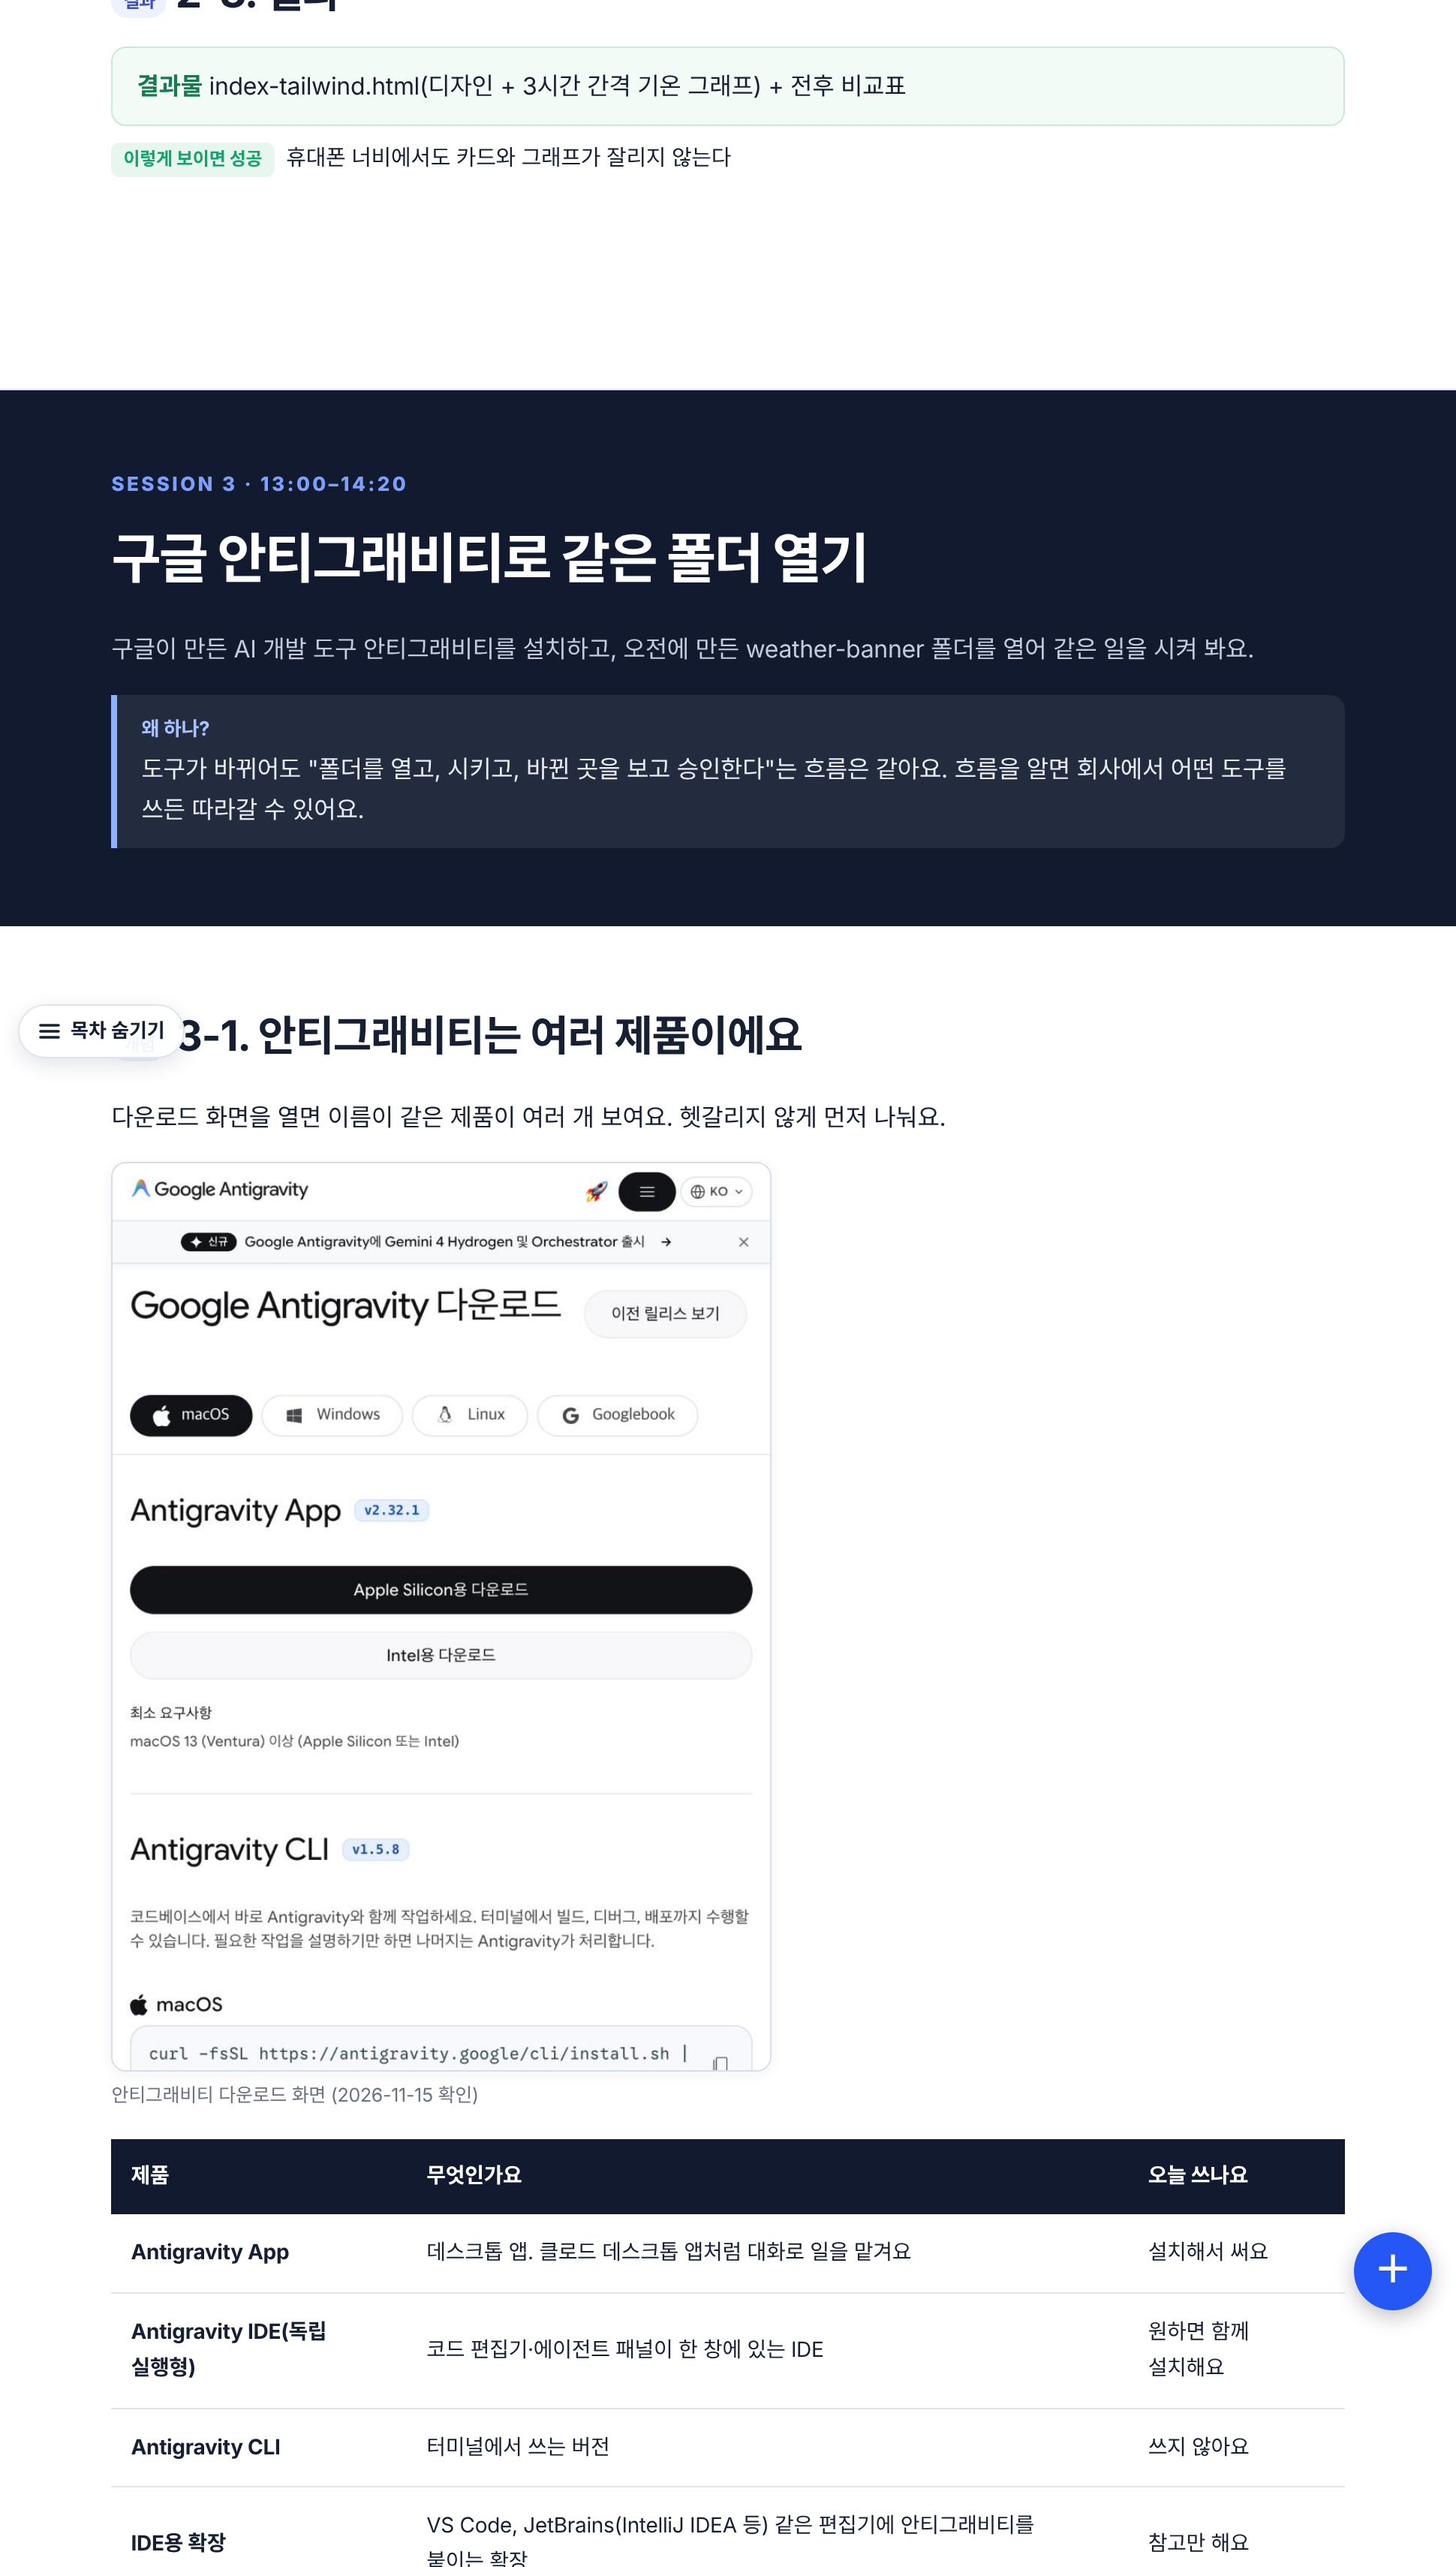 결과 2-8. 결과
결과물 index-tailwind.html(디자인 + 3시간 간격 기온 그래프) + 전후 비교표
이렇게 보이면 성공 휴대폰 너비에서도 카드와 그래프가 잘리지 않는다
SESSION 3 · 13:00–14:20
구글 안티그래비티로 같은 폴더 열기
구글이 만든 AI 개발 도구 안티그래비티를 설치하고, 오전에 만든 weather-banner 폴더를 열어 같은 일을 시켜 봐요.
왜 하나?
도구가 바뀌어도 "폴더를 열고, 시키고, 바뀐 곳을 보고 승인한다"는 흐름은 같아요. 흐름을 알면 회사에서 어떤 도구를
쓰든 따라갈 수 있어요.
목차 숨기기
3-1. 안티그래비티는 여러 제품이에요
다운로드 화면을 열면 이름이 같은 제품이 여러 개 보여요. 헷갈리지 않게 먼저 나눠요.
Google Antigravity
KO
신규 Google Antigravity에 Gemini 4 Hydrogen 및 Orchestrator 출시 →
Google Antigravity 다운로드
이전 릴리스 보기
macOS Windows Linux Googlebook
Antigravity App v2.32.1
Apple Silicon용 다운로드
Intel용 다운로드
최소 요구사항
macOS 13 (Ventura) 이상 (Apple Silicon 또는 Intel)
Antigravity CLI v1.5.8
코드베이스에서 바로 Antigravity와 함께 작업하세요. 터미널에서 빌드, 디버그, 배포까지 수행할
수 있습니다. 필요한 작업을 설명하기만 하면 나머지는 Antigravity가 처리합니다.
macOS
curl -fsSL https://antigravity.google/cli/install.sh |
안티그래비티 다운로드 화면 (2026-11-15 확인)
제품 무엇인가요 오늘 쓰나요
Antigravity App 데스크톱 앱. 클로드 데스크톱 앱처럼 대화로 일을 맡겨요 설치해서 써요
Antigravity IDE(독립
실행형)
코드 편집기·에이전트 패널이 한 창에 있는 IDE
원하면 함께
설치해요
Antigravity CLI 터미널에서 쓰는 버전 쓰지 않아요
IDE용 확장
VS Code, JetBrains(IntelliJ IDEA 등) 같은 편집기에 안티그래비티를
붙이는 확장
참고만 해요